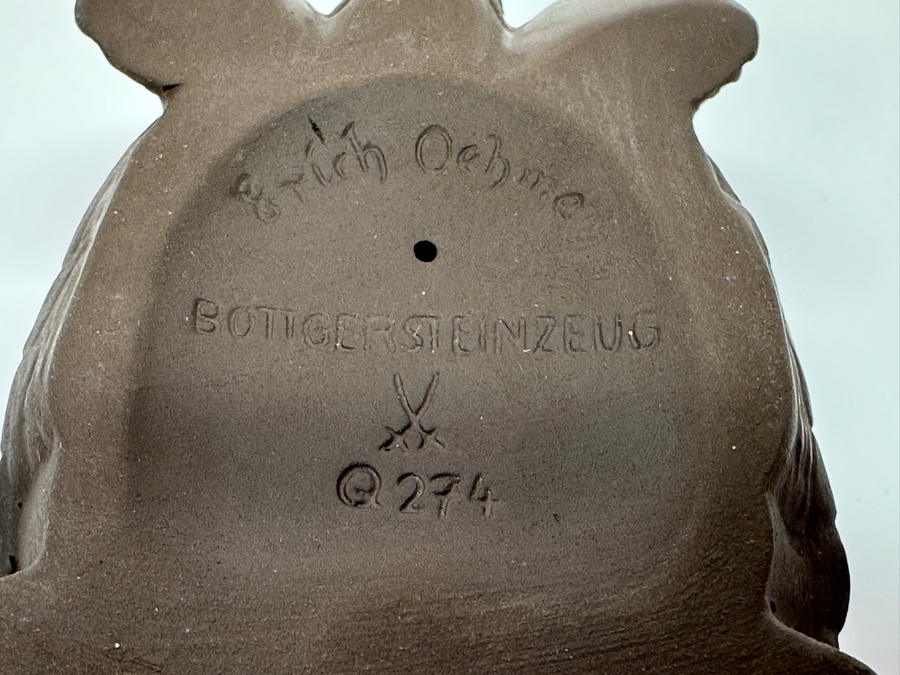 Erich Oehme
BÖTTGERSTEINZEUG
Q 274